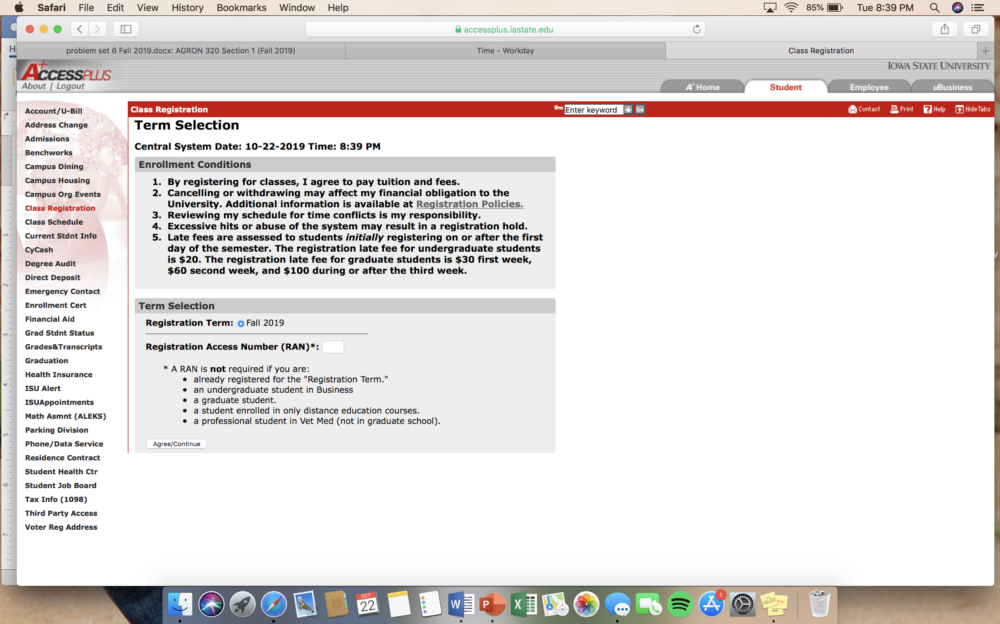 Safari File Edit View History Bookmarks Window Help 85% Tue 8:39 PM
accessplus.iastate.edu
problem set 6 Fall 2019.docx: AGRON 320 Section 1 (Fall 2019) Time - Workday Class Registration
ACCESSPLUS
IOWA STATE UNIVERSITY
About | Logout
A+ Home Student Employee uBusiness
Class Registration Enter keyword Go Contact Print Help Hide Tabs
Account/U-Bill
Address Change
Admissions
Benchworks
Campus Dining
Campus Housing
Campus Org Events
Class Registration
Class Schedule
Current Stdnt Info
CyCash
Degree Audit
Direct Deposit
Emergency Contact
Enrollment Cert
Financial Aid
Grad Stdnt Status
Grades&Transcripts
Graduation
Health Insurance
ISU Alert
ISUAppointments
Math Asmnt (ALEKS)
Parking Division
Phone/Data Service
Residence Contract
Student Health Ctr
Student Job Board
Tax Info (1098)
Third Party Access
Voter Reg Address
Term Selection
Central System Date: 10-22-2019 Time: 8:39 PM
Enrollment Conditions
1. By registering for classes, I agree to pay tuition and fees.
2. Cancelling or withdrawing may affect my financial obligation to the
University. Additional information is available at Registration Policies.
3. Reviewing my schedule for time conflicts is my responsibility.
4. Excessive hits or abuse of the system may result in a registration hold.
5. Late fees are assessed to students initially registering on or after the first
day of the semester. The registration late fee for undergraduate students
is $20. The registration late fee for graduate students is $30 first week,
$60 second week, and $100 during or after the third week.
Term Selection
Registration Term: Fall 2019
Registration Access Number (RAN)*:
* A RAN is not required if you are:
• already registered for the "Registration Term."
• an undergraduate student in Business
• a graduate student.
• a student enrolled in only distance education courses.
• a professional student in Vet Med (not in graduate school).
Agree/Continue
1
2
3
4
5
6
7
OCT
22
W
P
X
3D
1